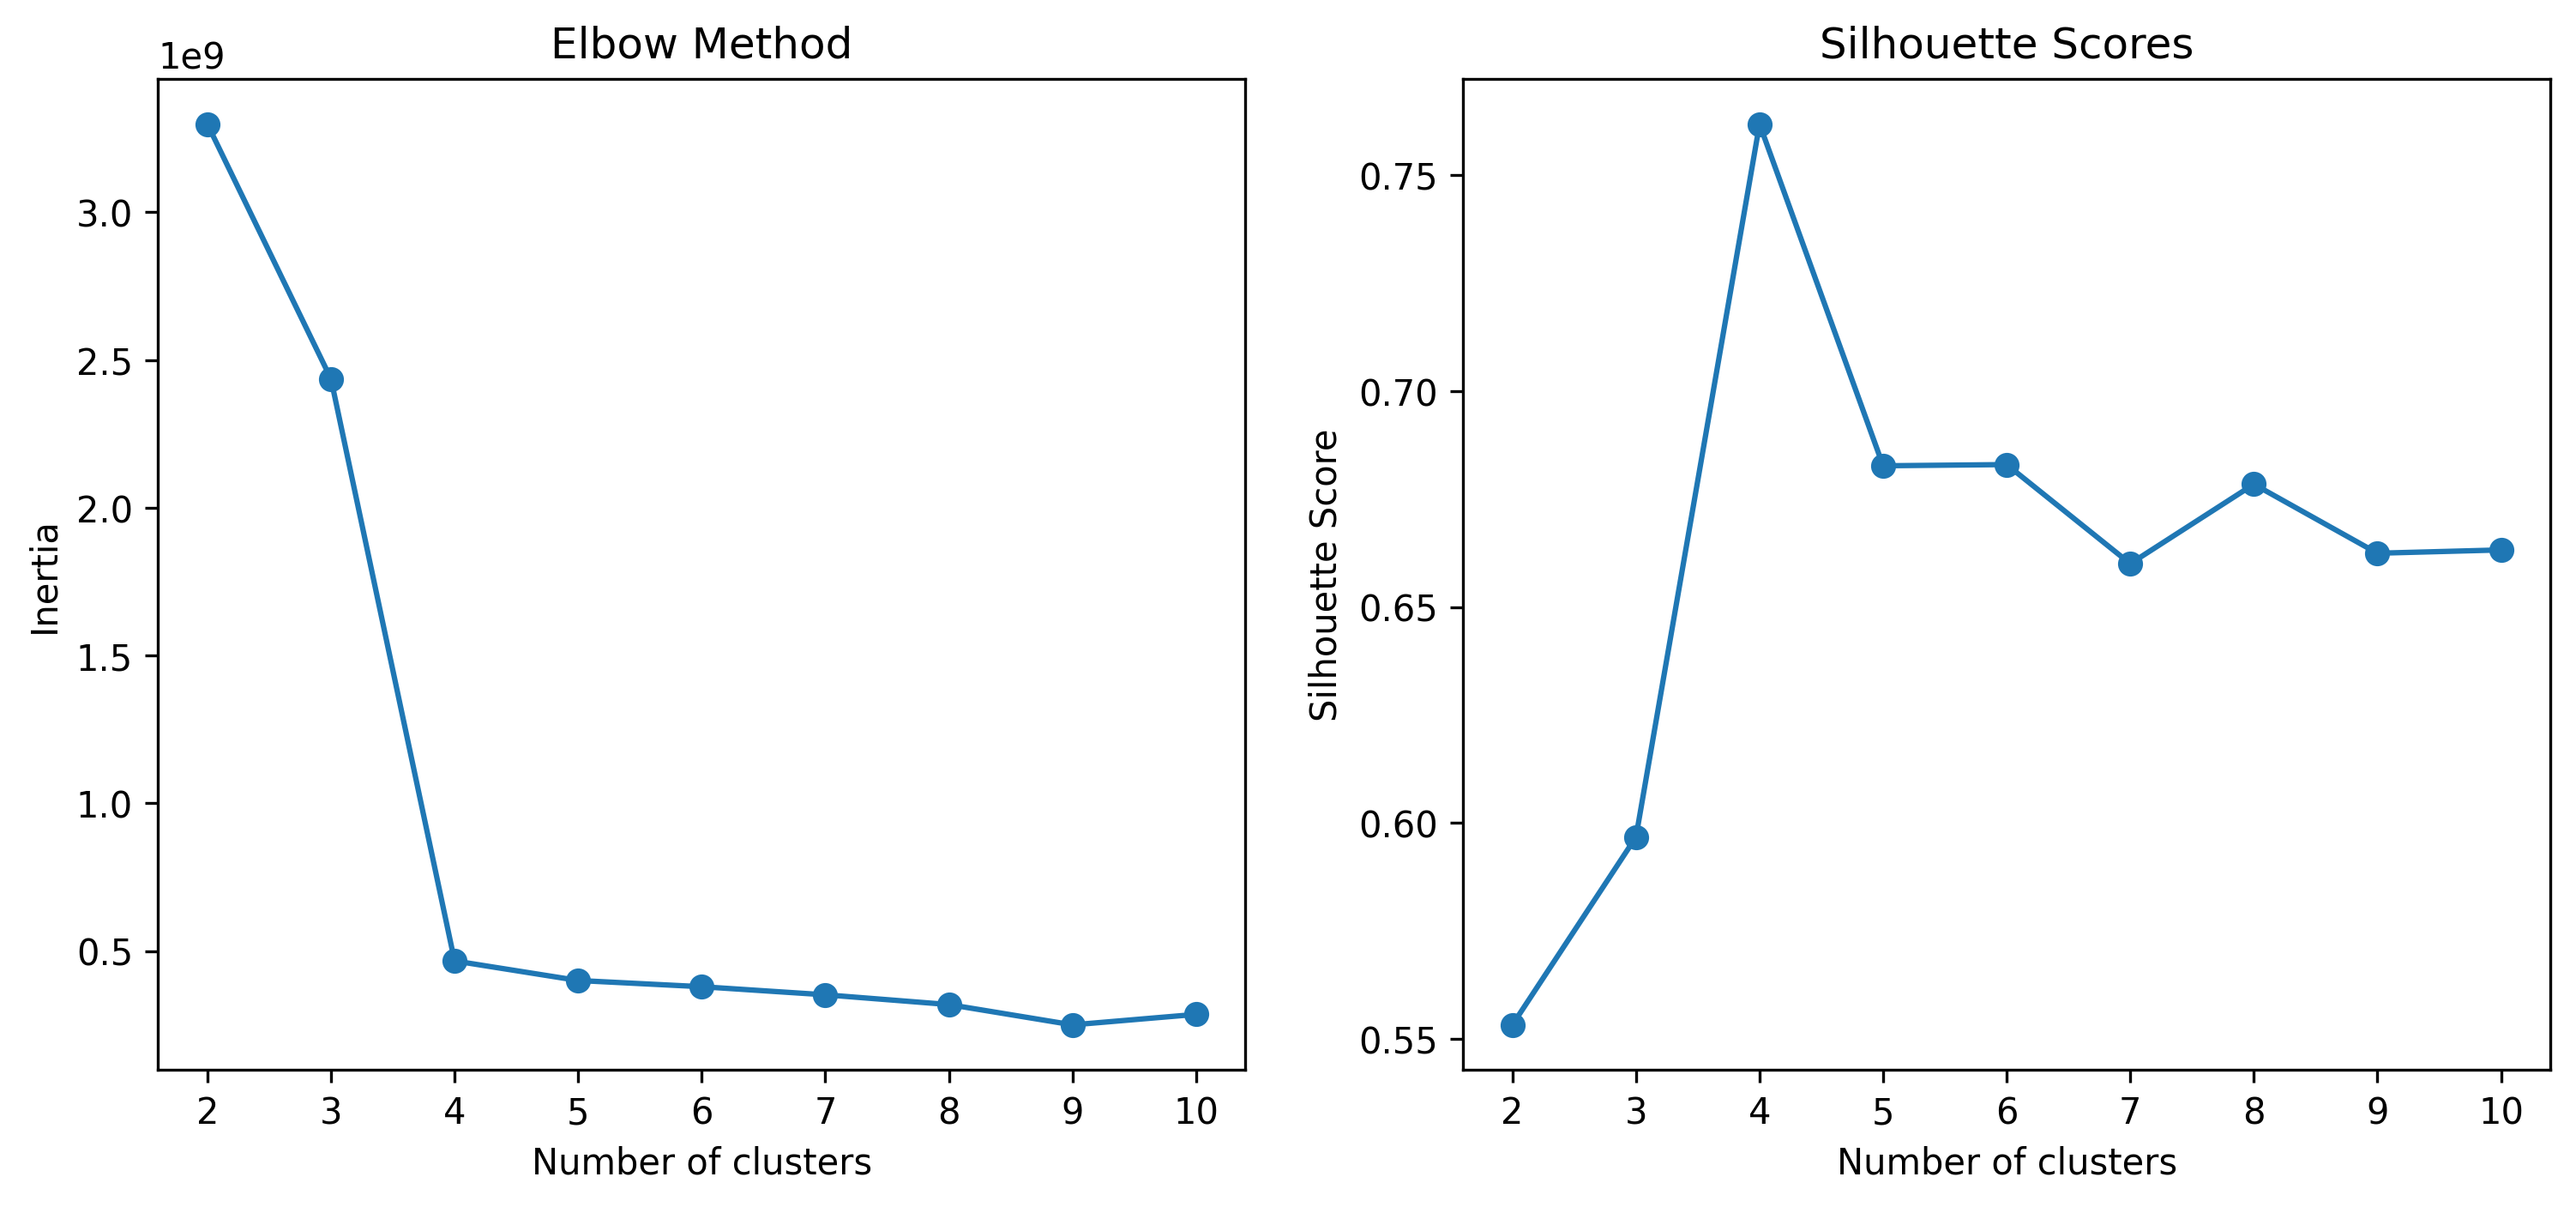 Elbow Method
1e9
3.0
2.5
2.0
1.5
1.0
0.5
Inertia
2 3 4 5 6 7 8 9 10
Number of clusters
Silhouette Scores
0.75
0.70
0.65
0.60
0.55
Silhouette Score
2 3 4 5 6 7 8 9 10
Number of clusters